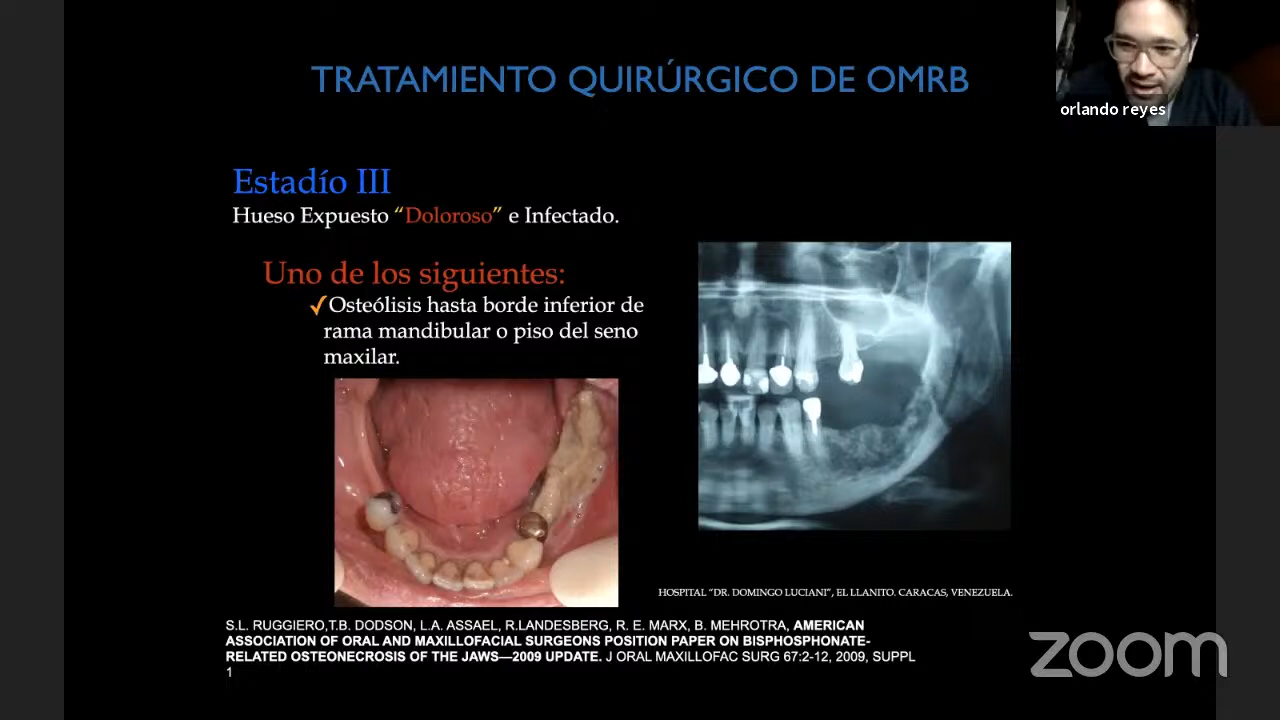 TRATAMIENTO QUIRÚRGICO DE OMRB
orlando reyes
Estadío III
Hueso Expuesto “Doloroso” e Infectado.
Uno de los siguientes:
✓Osteólisis hasta borde inferior de
rama mandibular o piso del seno
maxilar.
HOSPITAL “DR. DOMINGO LUCIANI”, EL LLANITO. CARACAS, VENEZUELA.
S.L. RUGGIERO,T.B. DODSON, L.A. ASSAEL, R.LANDESBERG, R. E. MARX, B. MEHROTRA, AMERICAN
ASSOCIATION OF ORAL AND MAXILLOFACIAL SURGEONS POSITION PAPER ON BISPHOSPHONATE-
RELATED OSTEONECROSIS OF THE JAWS—2009 UPDATE. J ORAL MAXILLOFAC SURG 67:2-12, 2009, SUPPL
1
zoom